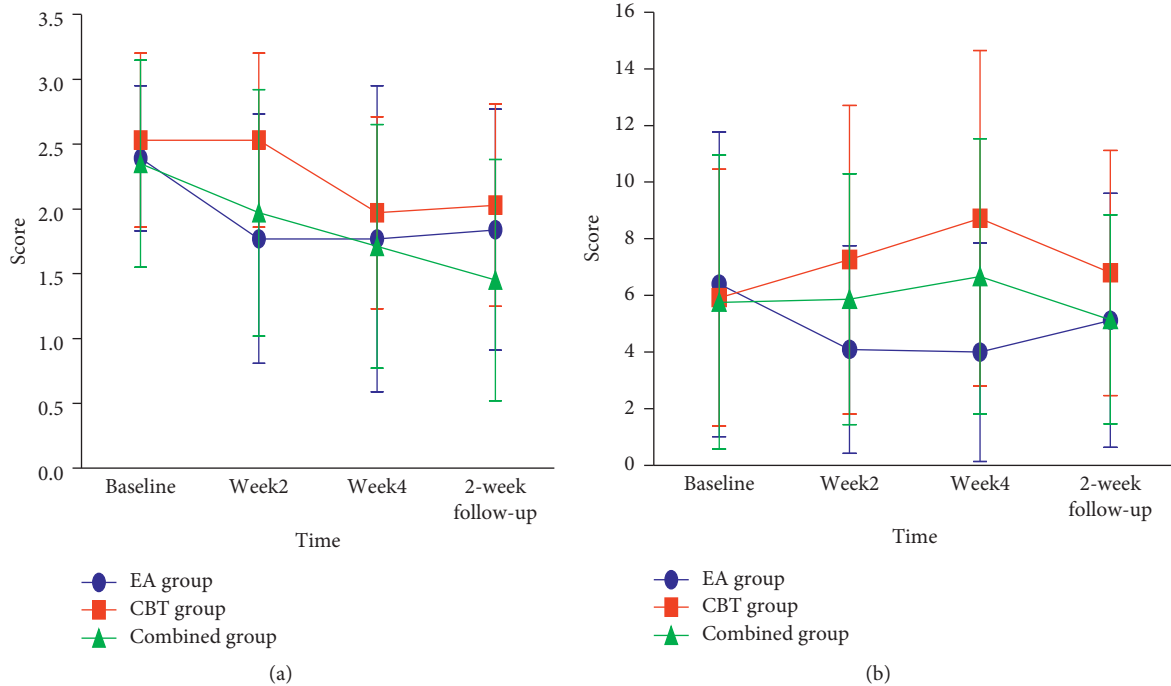 3.5
3.0
2.5
2.0
1.5
1.0
0.5
0.0
Score
Baseline
Week2
Week4
2-week
follow-up
Time
EA group
CBT group
Combined group
(a)
16
14
12
10
8
6
4
2
0
Score
Baseline
Week2
Week4
2-week
follow-up
Time
EA group
CBT group
Combined group
(b)